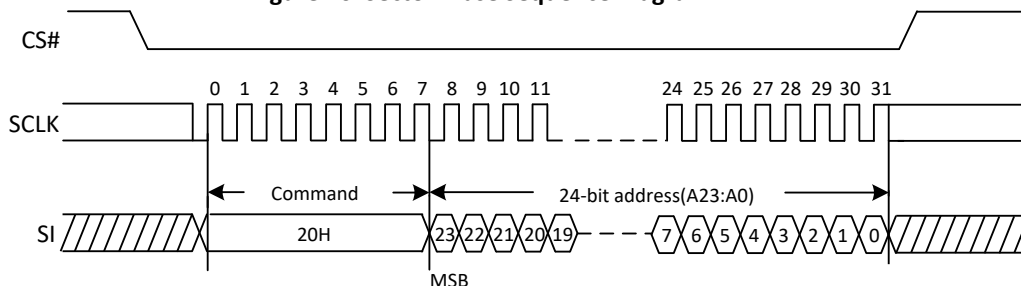 CS#
0 1 2 3 4 5 6 7 8 9 10 11 24 25 26 27 28 29 30 31
SCLK
Command 24-bit address(A23:A0)
SI 20H 23 22 21 20 19 7 6 5 4 3 2 1 0
MSB